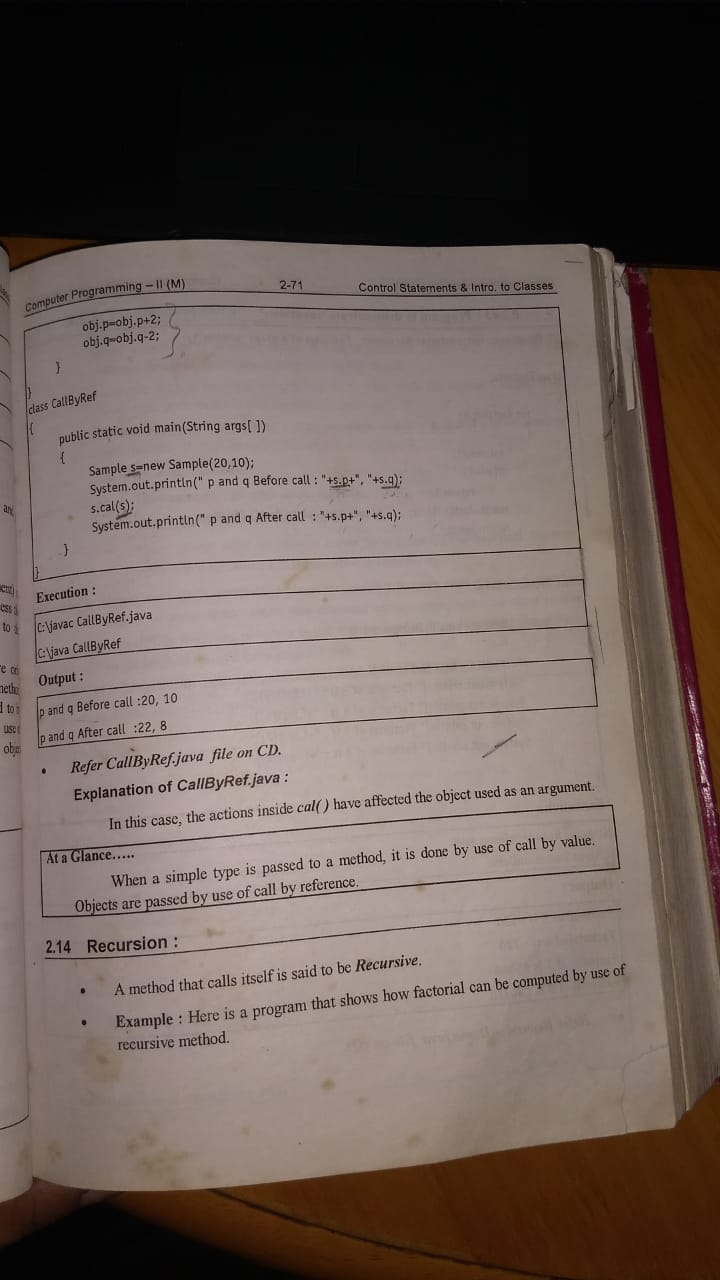 Computer Programming – II (M) 2-71 Control Statements & Intro. to Classes
obj.p=obj.p+2;
obj.q=obj.q-2;
}
}
class CallByRef
{
public static void main(String args[ ])
{
Sample s=new Sample(20,10);
System.out.println(" p and q Before call : "+s.p+", "+s.q);
s.cal(s);
System.out.println(" p and q After call : "+s.p+", "+s.q);
}
}
Execution :
C:\javac CallByRef.java
C:\java CallByRef
Output :
p and q Before call :20, 10
p and q After call :22, 8
• Refer CallByRef.java file on CD.
Explanation of CallByRef.java :
In this case, the actions inside cal( ) have affected the object used as an argument.
At a Glance.....
When a simple type is passed to a method, it is done by use of call by value.
Objects are passed by use of call by reference.
2.14 Recursion :
• A method that calls itself is said to be Recursive.
• Example : Here is a program that shows how factorial can be computed by use of
recursive method.